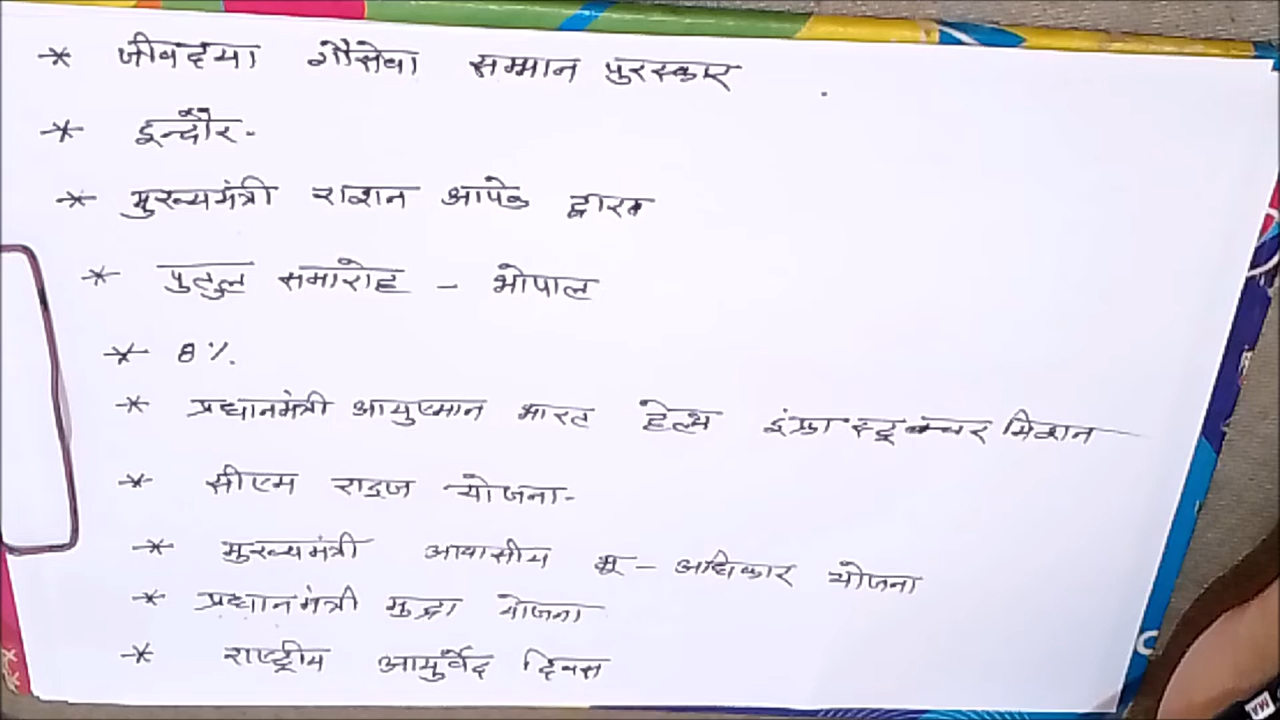 * जीवदया गौसेवा सम्मान पुरस्कार
* इन्दौर-
* मुख्यमंत्री राशन आपके द्वारा
* पुतुल समारोह - भोपाल
* 8%.
* प्रधानमंत्री आयुष्मान भारत हेल्थ इंफ्रास्ट्रक्चर मिशन
* सीएम राइज योजना-
* मुख्यमंत्री आवासीय भू-अधिकार योजना
* प्रधानमंत्री मुद्रा योजना
* राष्ट्रीय आयुर्वेद दिवस